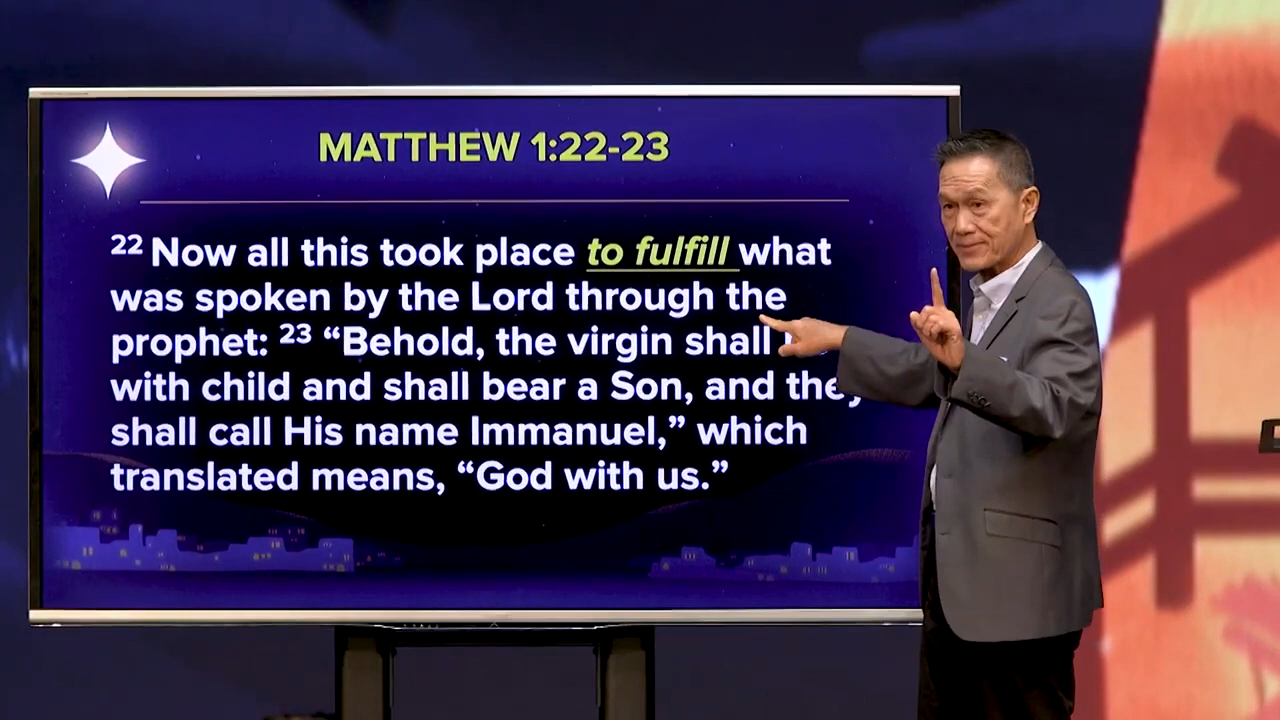 MATTHEW 1:22-23
22 Now all this took place to fulfill what
was spoken by the Lord through the
prophet: 23 “Behold, the virgin shall
with child and shall bear a Son, and they
shall call His name Immanuel,” which
translated means, “God with us.”